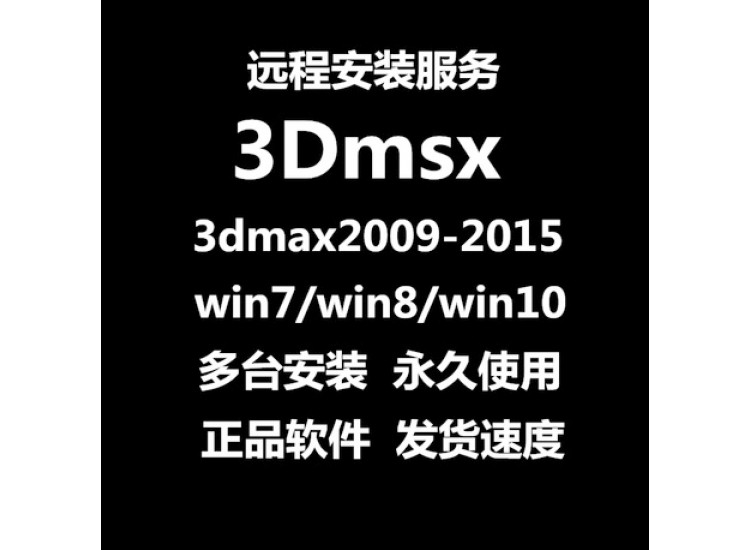 远程安装服务
3Dmsx
3dmax2009-2015
win7/win8/win10
多台安装 永久使用
正品软件 发货速度